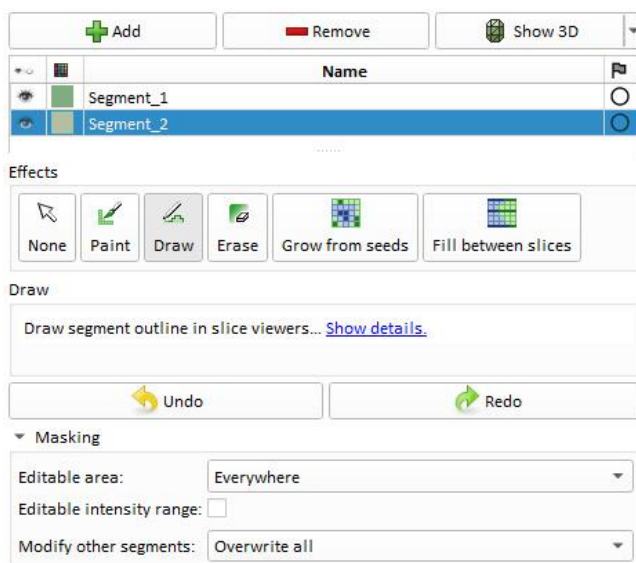 Add Remove Show 3D
Name
Segment_1
Segment_2
Effects
None Paint Draw Erase Grow from seeds Fill between slices
Draw
Draw segment outline in slice viewers... Show details.
Undo Redo
Masking
Editable area: Everywhere
Editable intensity range:
Modify other segments: Overwrite all